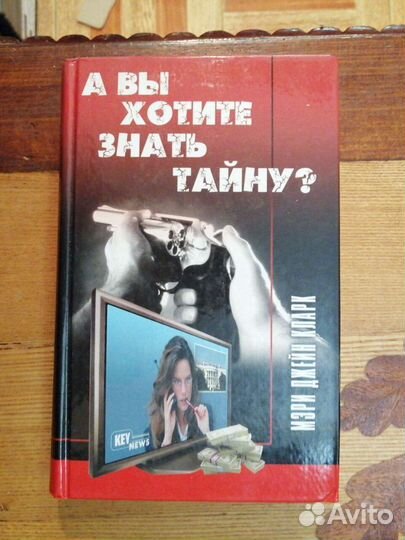 А ВЫ
ХОТИТЕ
ЗНАТЬ
ТАЙНУ?
МЭРИ ДЖЕЙН КЛАРК
KEY
NEWS
Avito